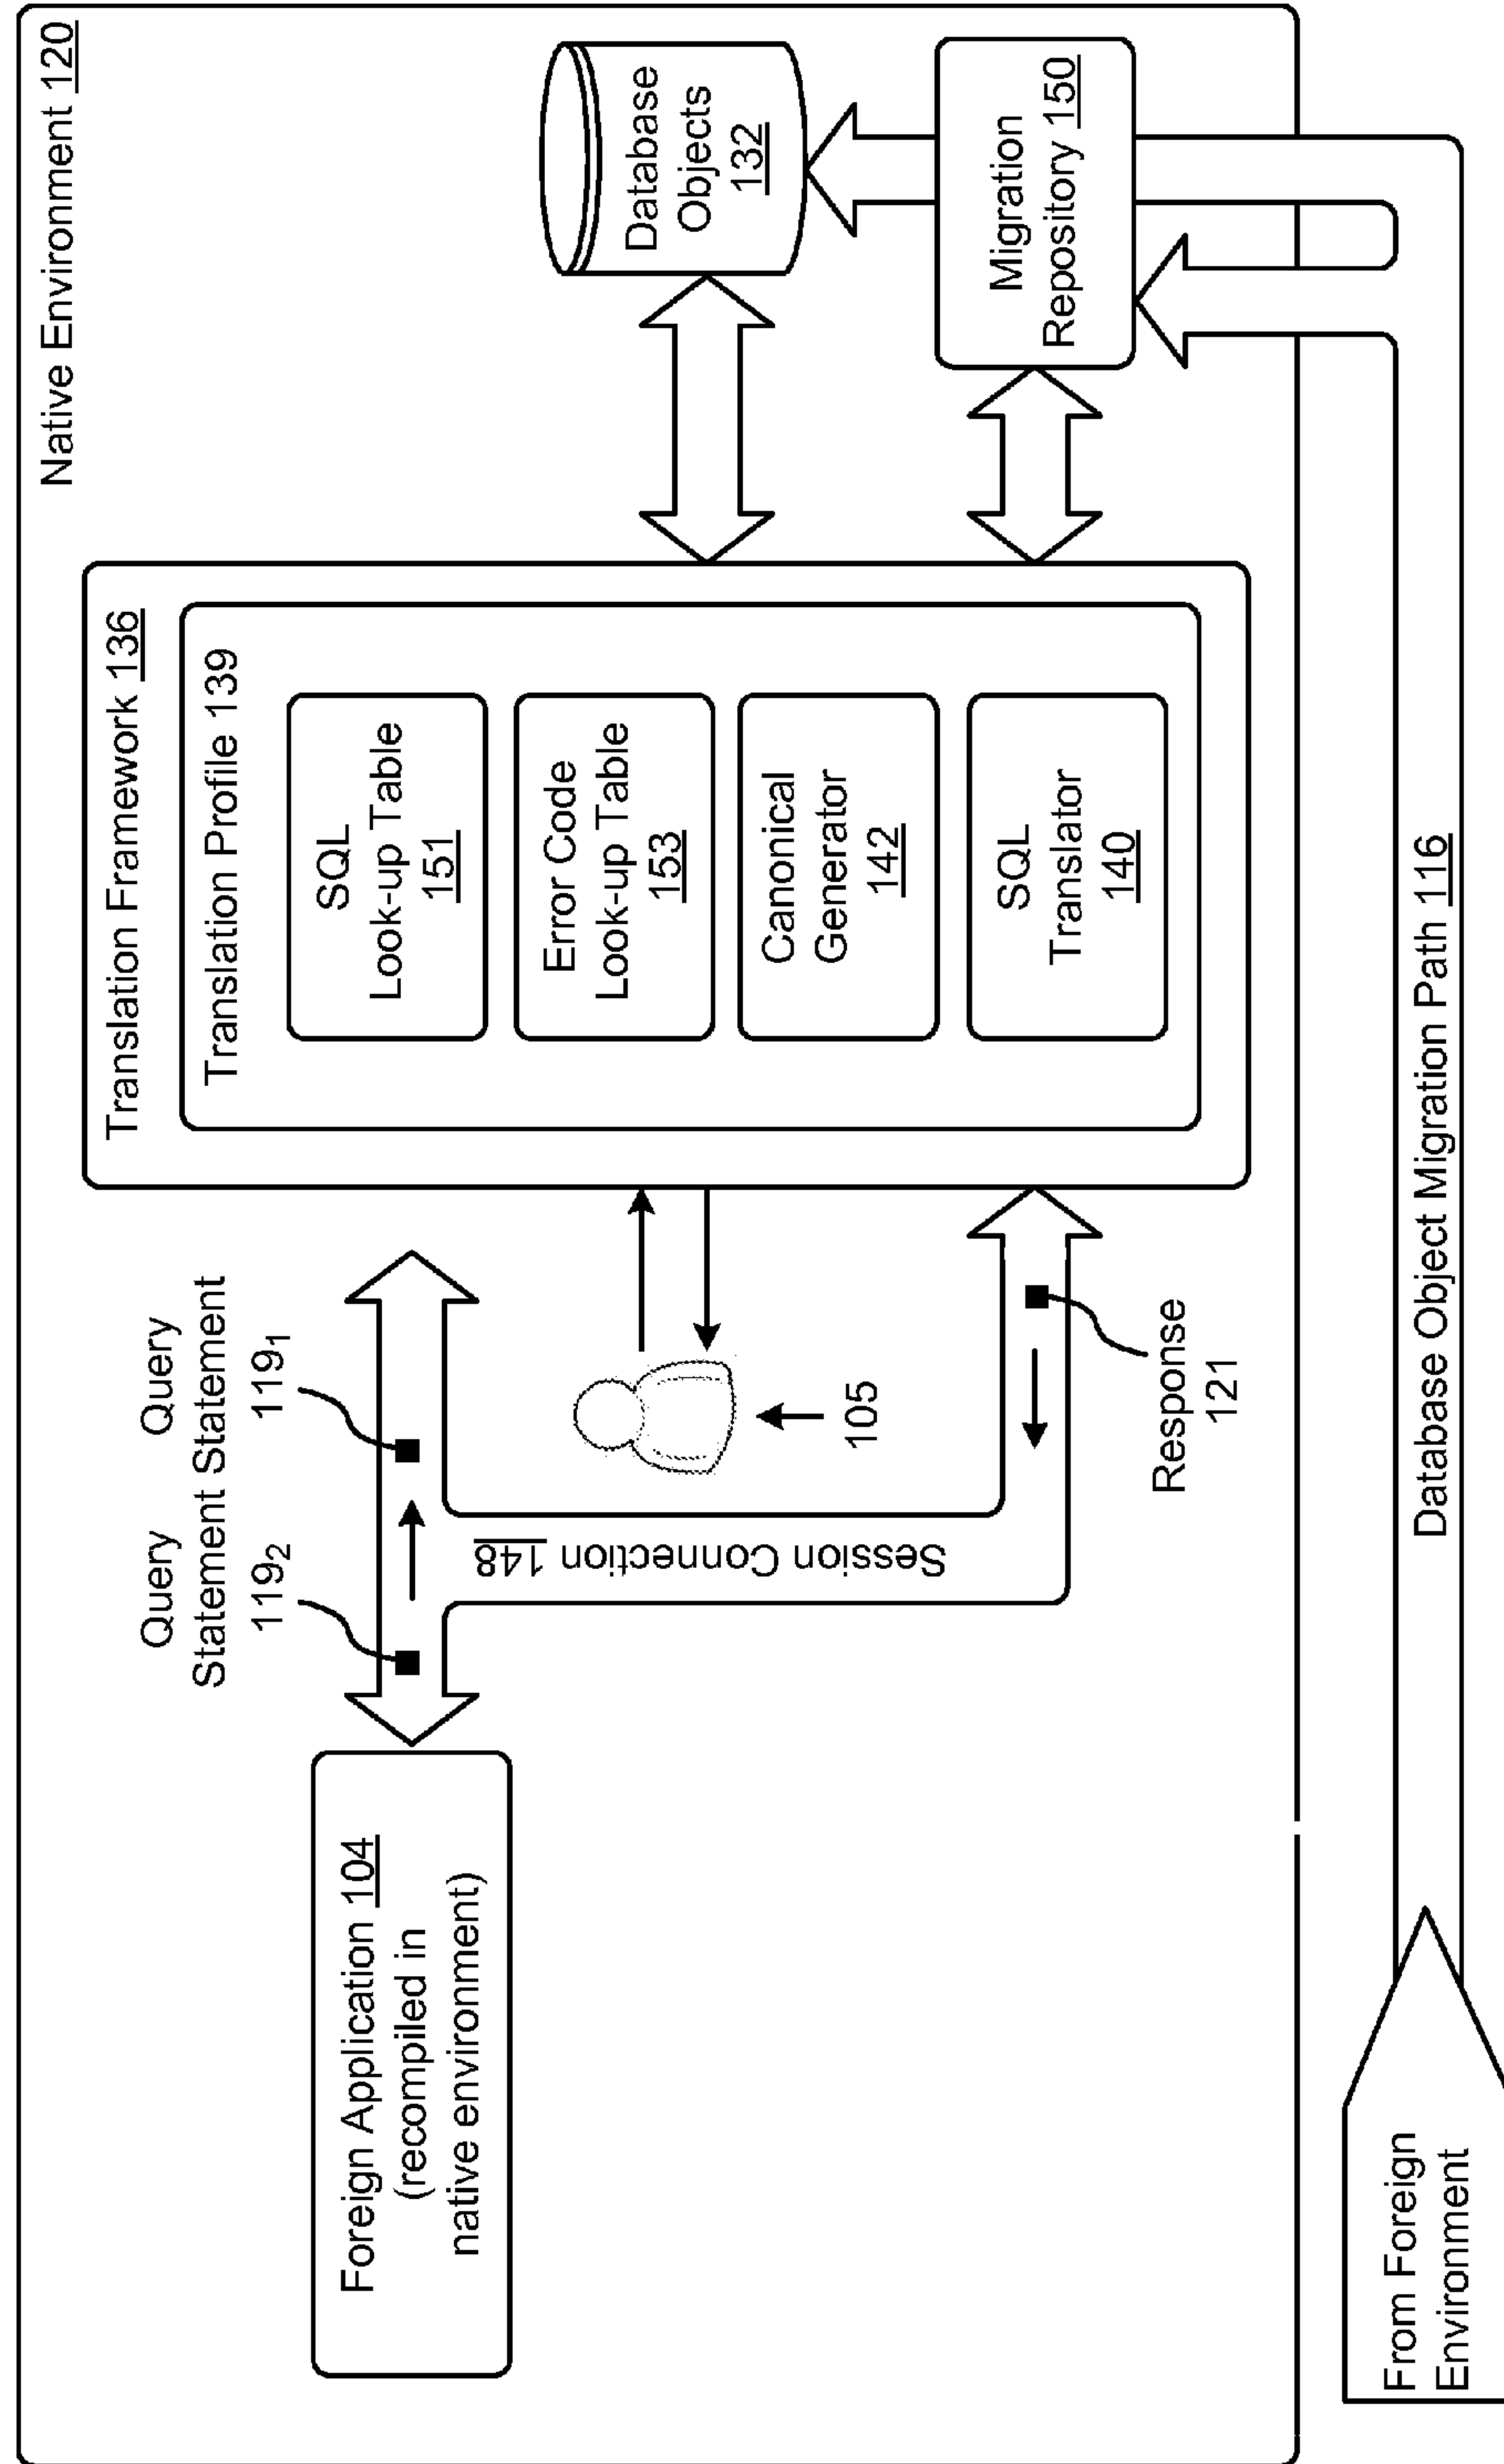 Native Environment 120
Translation Framework 136
Translation Profile 139
SQL
Look-up Table
151
Error Code
Look-up Table
153
Canonical
Generator
142
SQL
Translator
140
Database
Objects
132
Migration
Repository 150
Query
Statement
119₂
Query
Statement
119₁
Foreign Application 104
(recompiled in
native environment)
Session Connection 148
105
Response
121
From Foreign
Environment
Database Object Migration Path 116